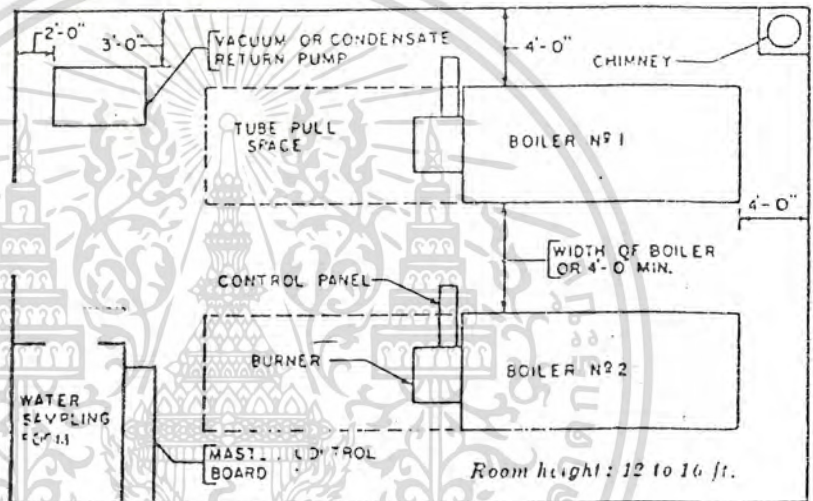 2'-0"
3'-0"
VACUUM OR CONDENSATE
RETURN PUMP
4'-0"
CHIMNEY
TUBE PULL
SPACE
BOILER Nº 1
4'-0"
WIDTH OF BOILER
OR 4'-0" MIN.
CONTROL PANEL
BURNER
BOILER Nº 2
WATER
SAMPLING
CONTROL
BOARD
Room height: 12 to 16 ft.